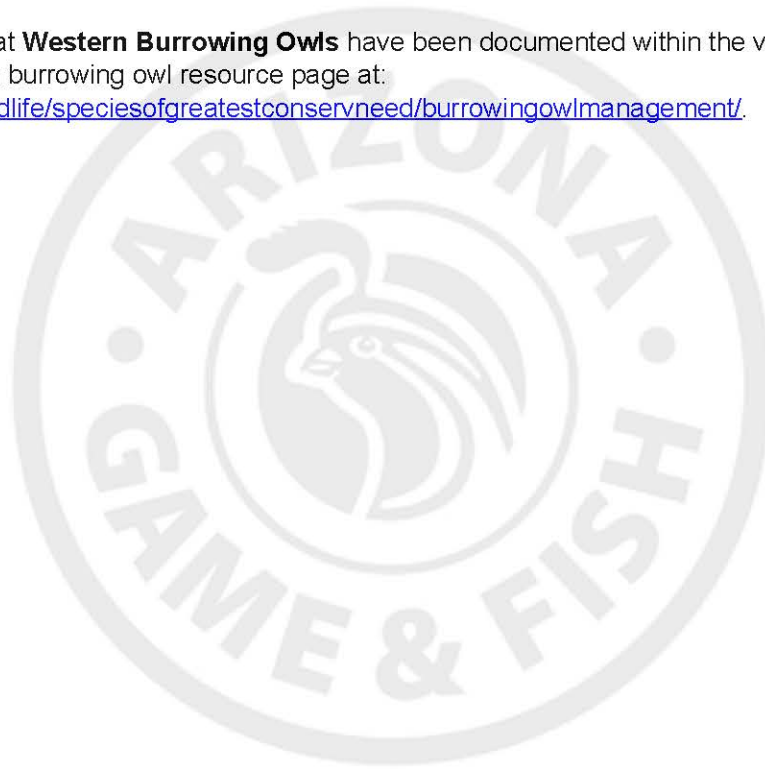 at Western Burrowing Owls have been documented within the v
burrowing owl resource page at:
dlife/speciesofgreatestconservneed/burrowingowlmanagement/.
ARIZONA
GAME & FISH